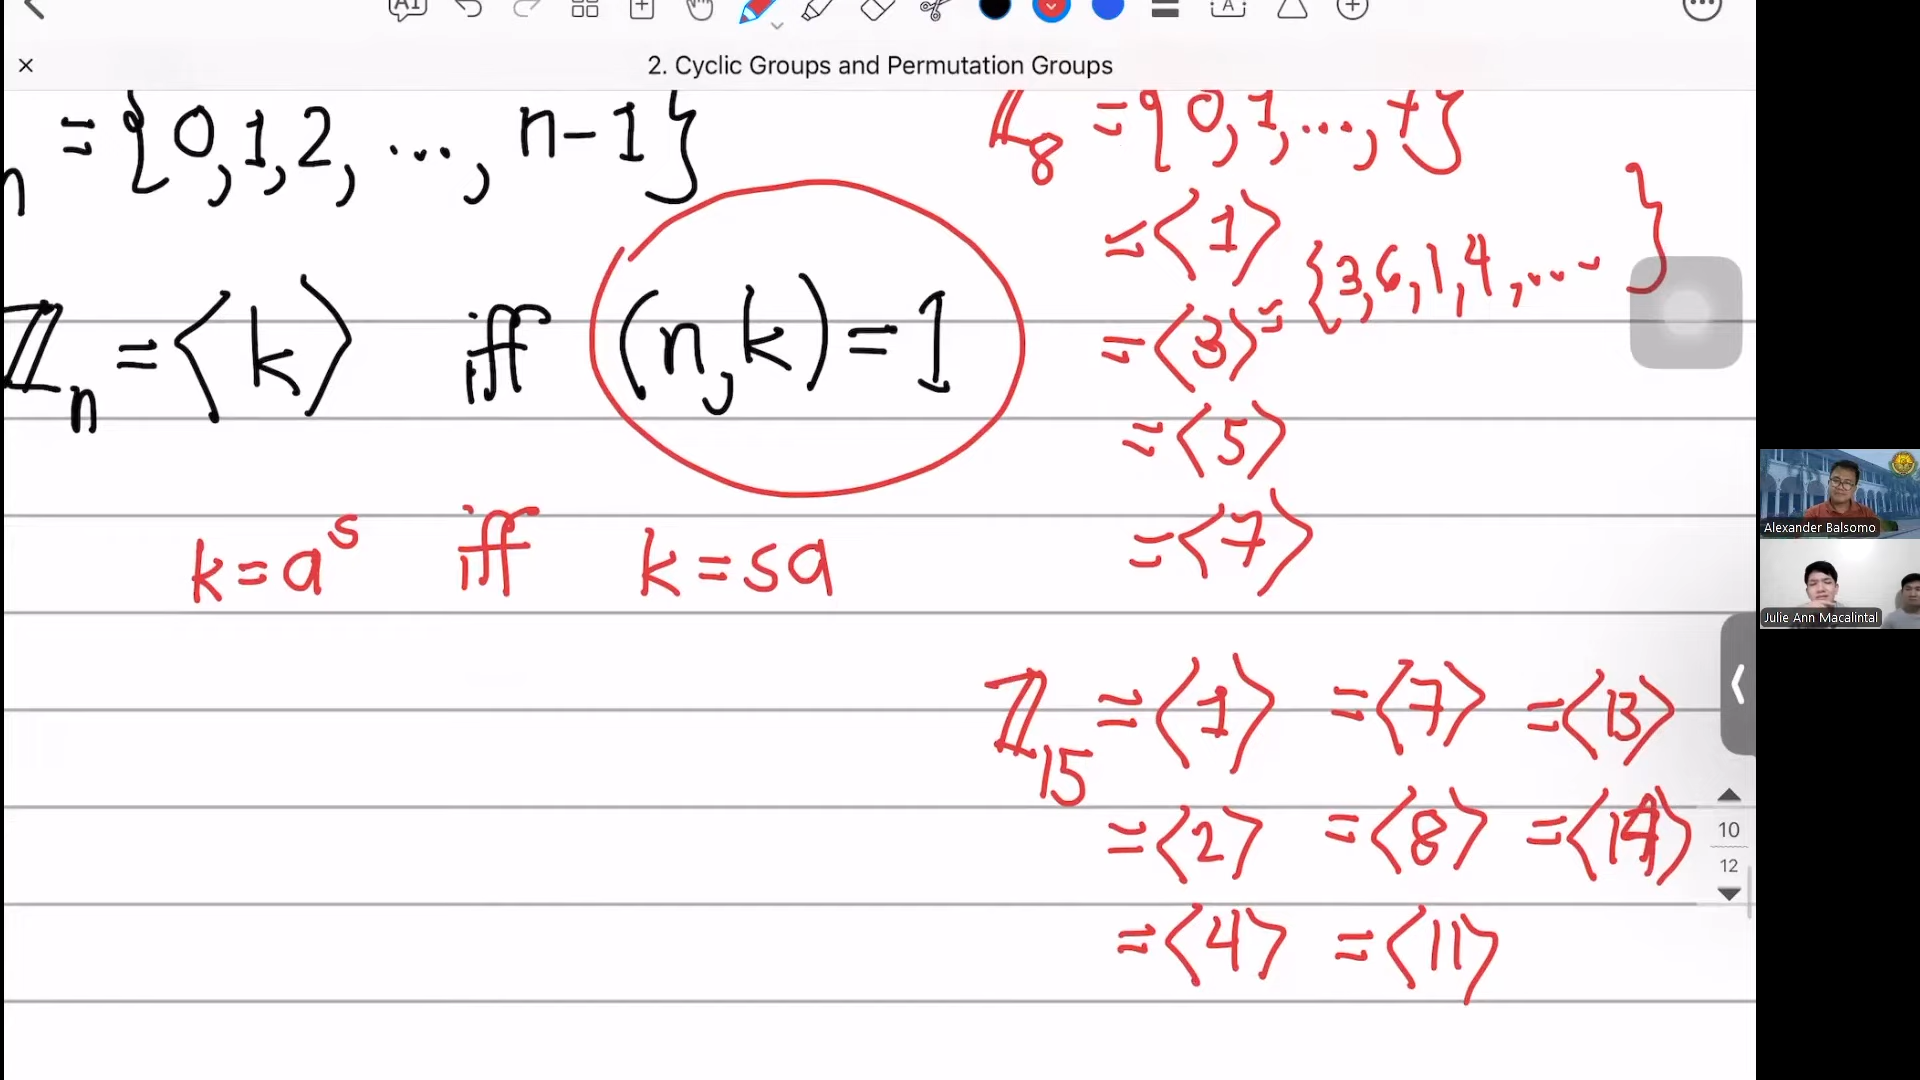 2. Cyclic Groups and Permutation Groups
n = {0, 1, 2, ..., n-1}
ℤn = ⟨k⟩ iff (n, k) = 1
k = a^s iff k = sa
ℤ8 = {0, 1, ..., 7}
= ⟨1⟩
= ⟨3⟩ = {3, 6, 1, 4, ... }
= ⟨5⟩
= ⟨7⟩
ℤ15 = ⟨1⟩ = ⟨7⟩ = ⟨13⟩
= ⟨2⟩ = ⟨8⟩ = ⟨14⟩
= ⟨4⟩ = ⟨11⟩
10
12
Alexander Balsomo
Julie Ann Macalintal